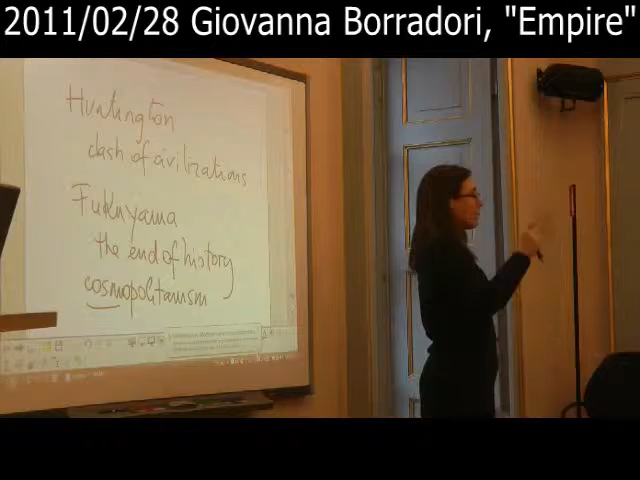 2011/02/28 Giovanna Borradori, "Empire"
Huntington
clash of civilizations
Fukuyama
the end of history
cosmopolitanism